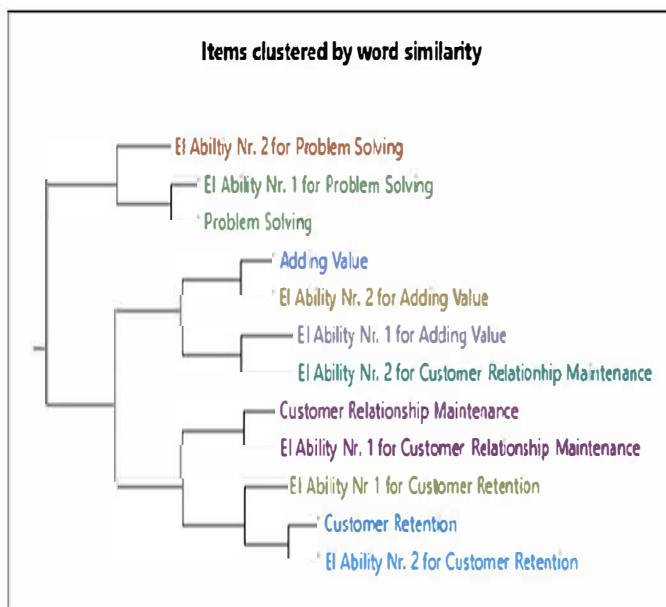 Items clustered by word similarity
EI Abiltiy Nr. 2 for Problem Solving
EI Ability Nr. 1 for Problem Solving
Problem Solving
Adding Value
EI Ability Nr. 2 for Adding Value
EI Ability Nr. 1 for Adding Value
EI Ability Nr. 2 for Customer Relationhip Maintenance
Customer Relationship Maintenance
EI Ability Nr. 1 for Customer Relationship Maintenance
EI Ability Nr 1 for Customer Retention
Customer Retention
EI Ability Nr. 2 for Customer Retention